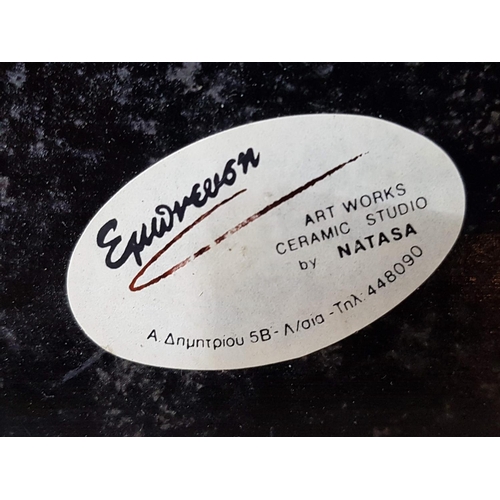 Εμπνευση
ART WORKS
CERAMIC STUDIO
by NATASA
Α. Δημητρίου 5Β - Λ/σια - Τηλ: 448090